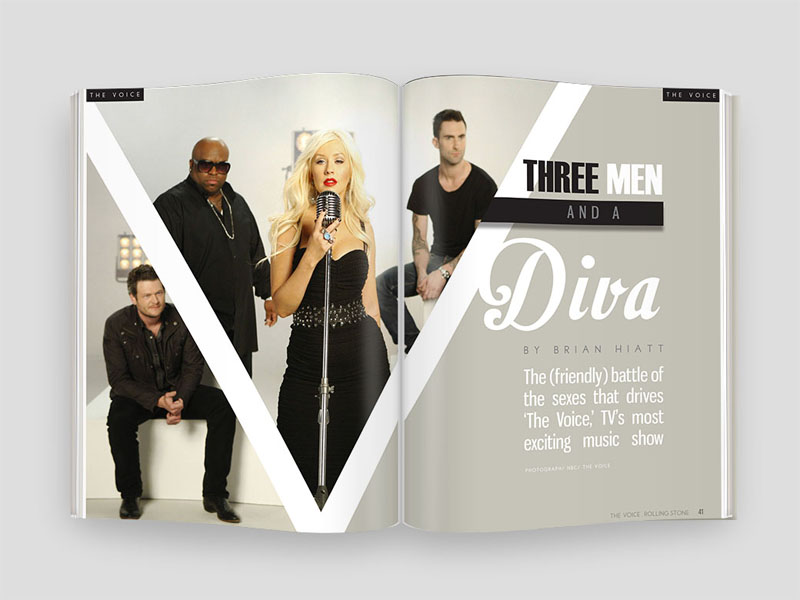 THE VOICE
THE VOICE
THREE MEN
AND A
Diva
BY BRIAN HIATT
The (friendly) battle of
the sexes that drives
‘The Voice,’ TV’s most
exciting music show
PHOTOGRAPHY NBC/ THE VOICE
THE VOICE . ROLLING STONE 41